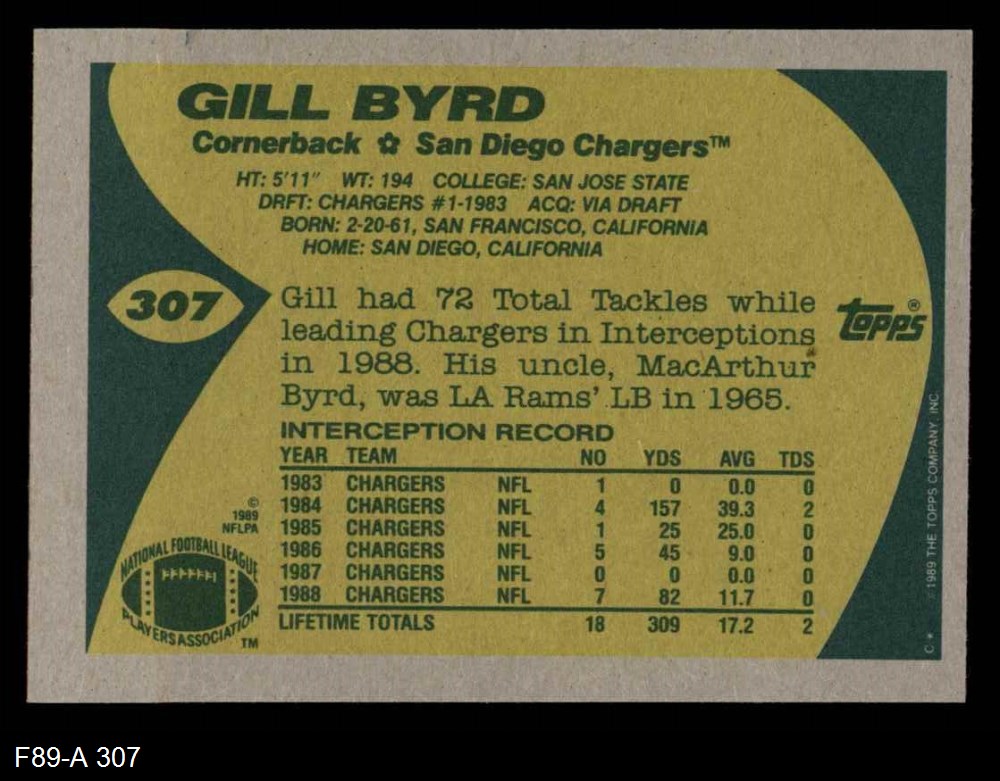 GILL BYRD
Cornerback ✿ San Diego Chargers™
HT: 5'11" WT: 194 COLLEGE: SAN JOSE STATE
DRFT: CHARGERS #1-1983 ACQ: VIA DRAFT
BORN: 2-20-61, SAN FRANCISCO, CALIFORNIA
HOME: SAN DIEGO, CALIFORNIA
307
Gill had 72 Total Tackles while
leading Chargers in Interceptions
in 1988. His uncle, MacArthur
Byrd, was LA Rams' LB in 1965.
topps®
INTERCEPTION RECORD
YEAR TEAM NO YDS AVG TDS
1983 CHARGERS NFL 1 0 0.0 0
1984 CHARGERS NFL 4 157 39.3 2
1985 CHARGERS NFL 1 25 25.0 0
1986 CHARGERS NFL 5 45 9.0 0
1987 CHARGERS NFL 0 0 0.0 0
1988 CHARGERS NFL 7 82 11.7 0
LIFETIME TOTALS 18 309 17.2 2
©
1989
NFLPA
NATIONAL FOOTBALL LEAGUE
PLAYERS ASSOCIATION
TM
C* *1989 THE TOPPS COMPANY, INC.
F89-A 307